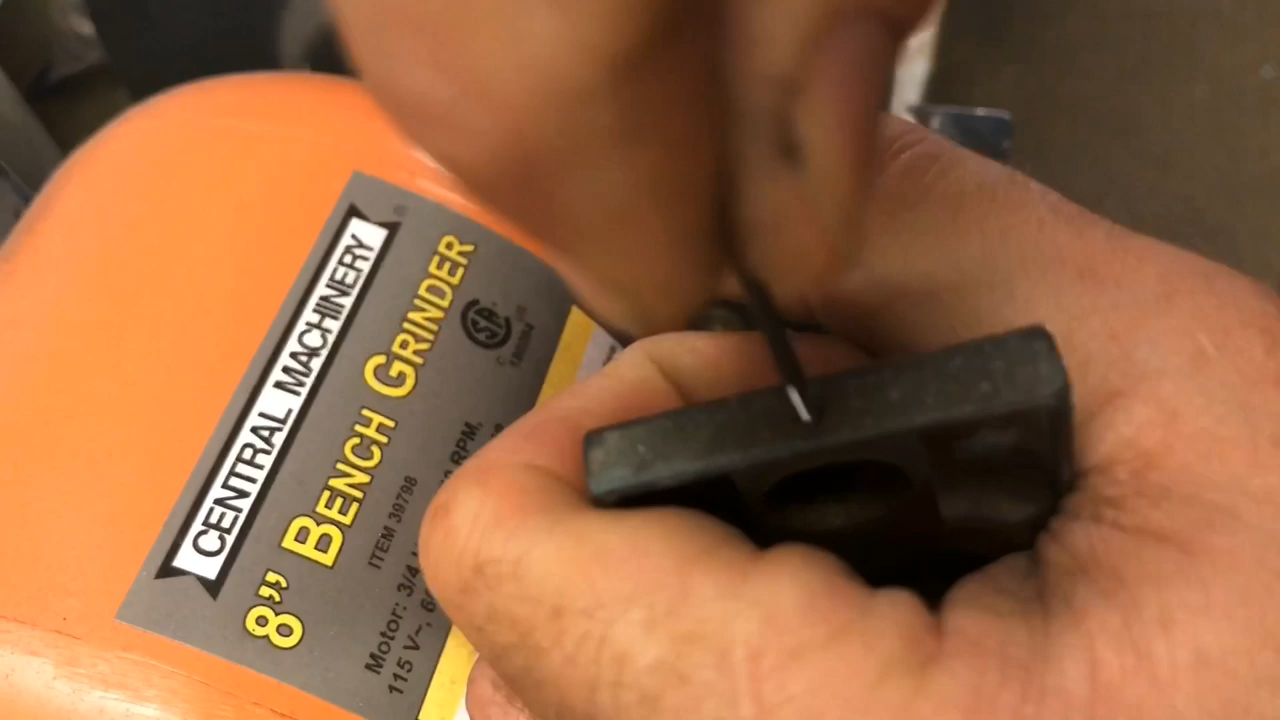 CENTRAL MACHINERY
8” BENCH GRINDER
ITEM 39798
Motor: 3/4
RPM,
115 V~, 6